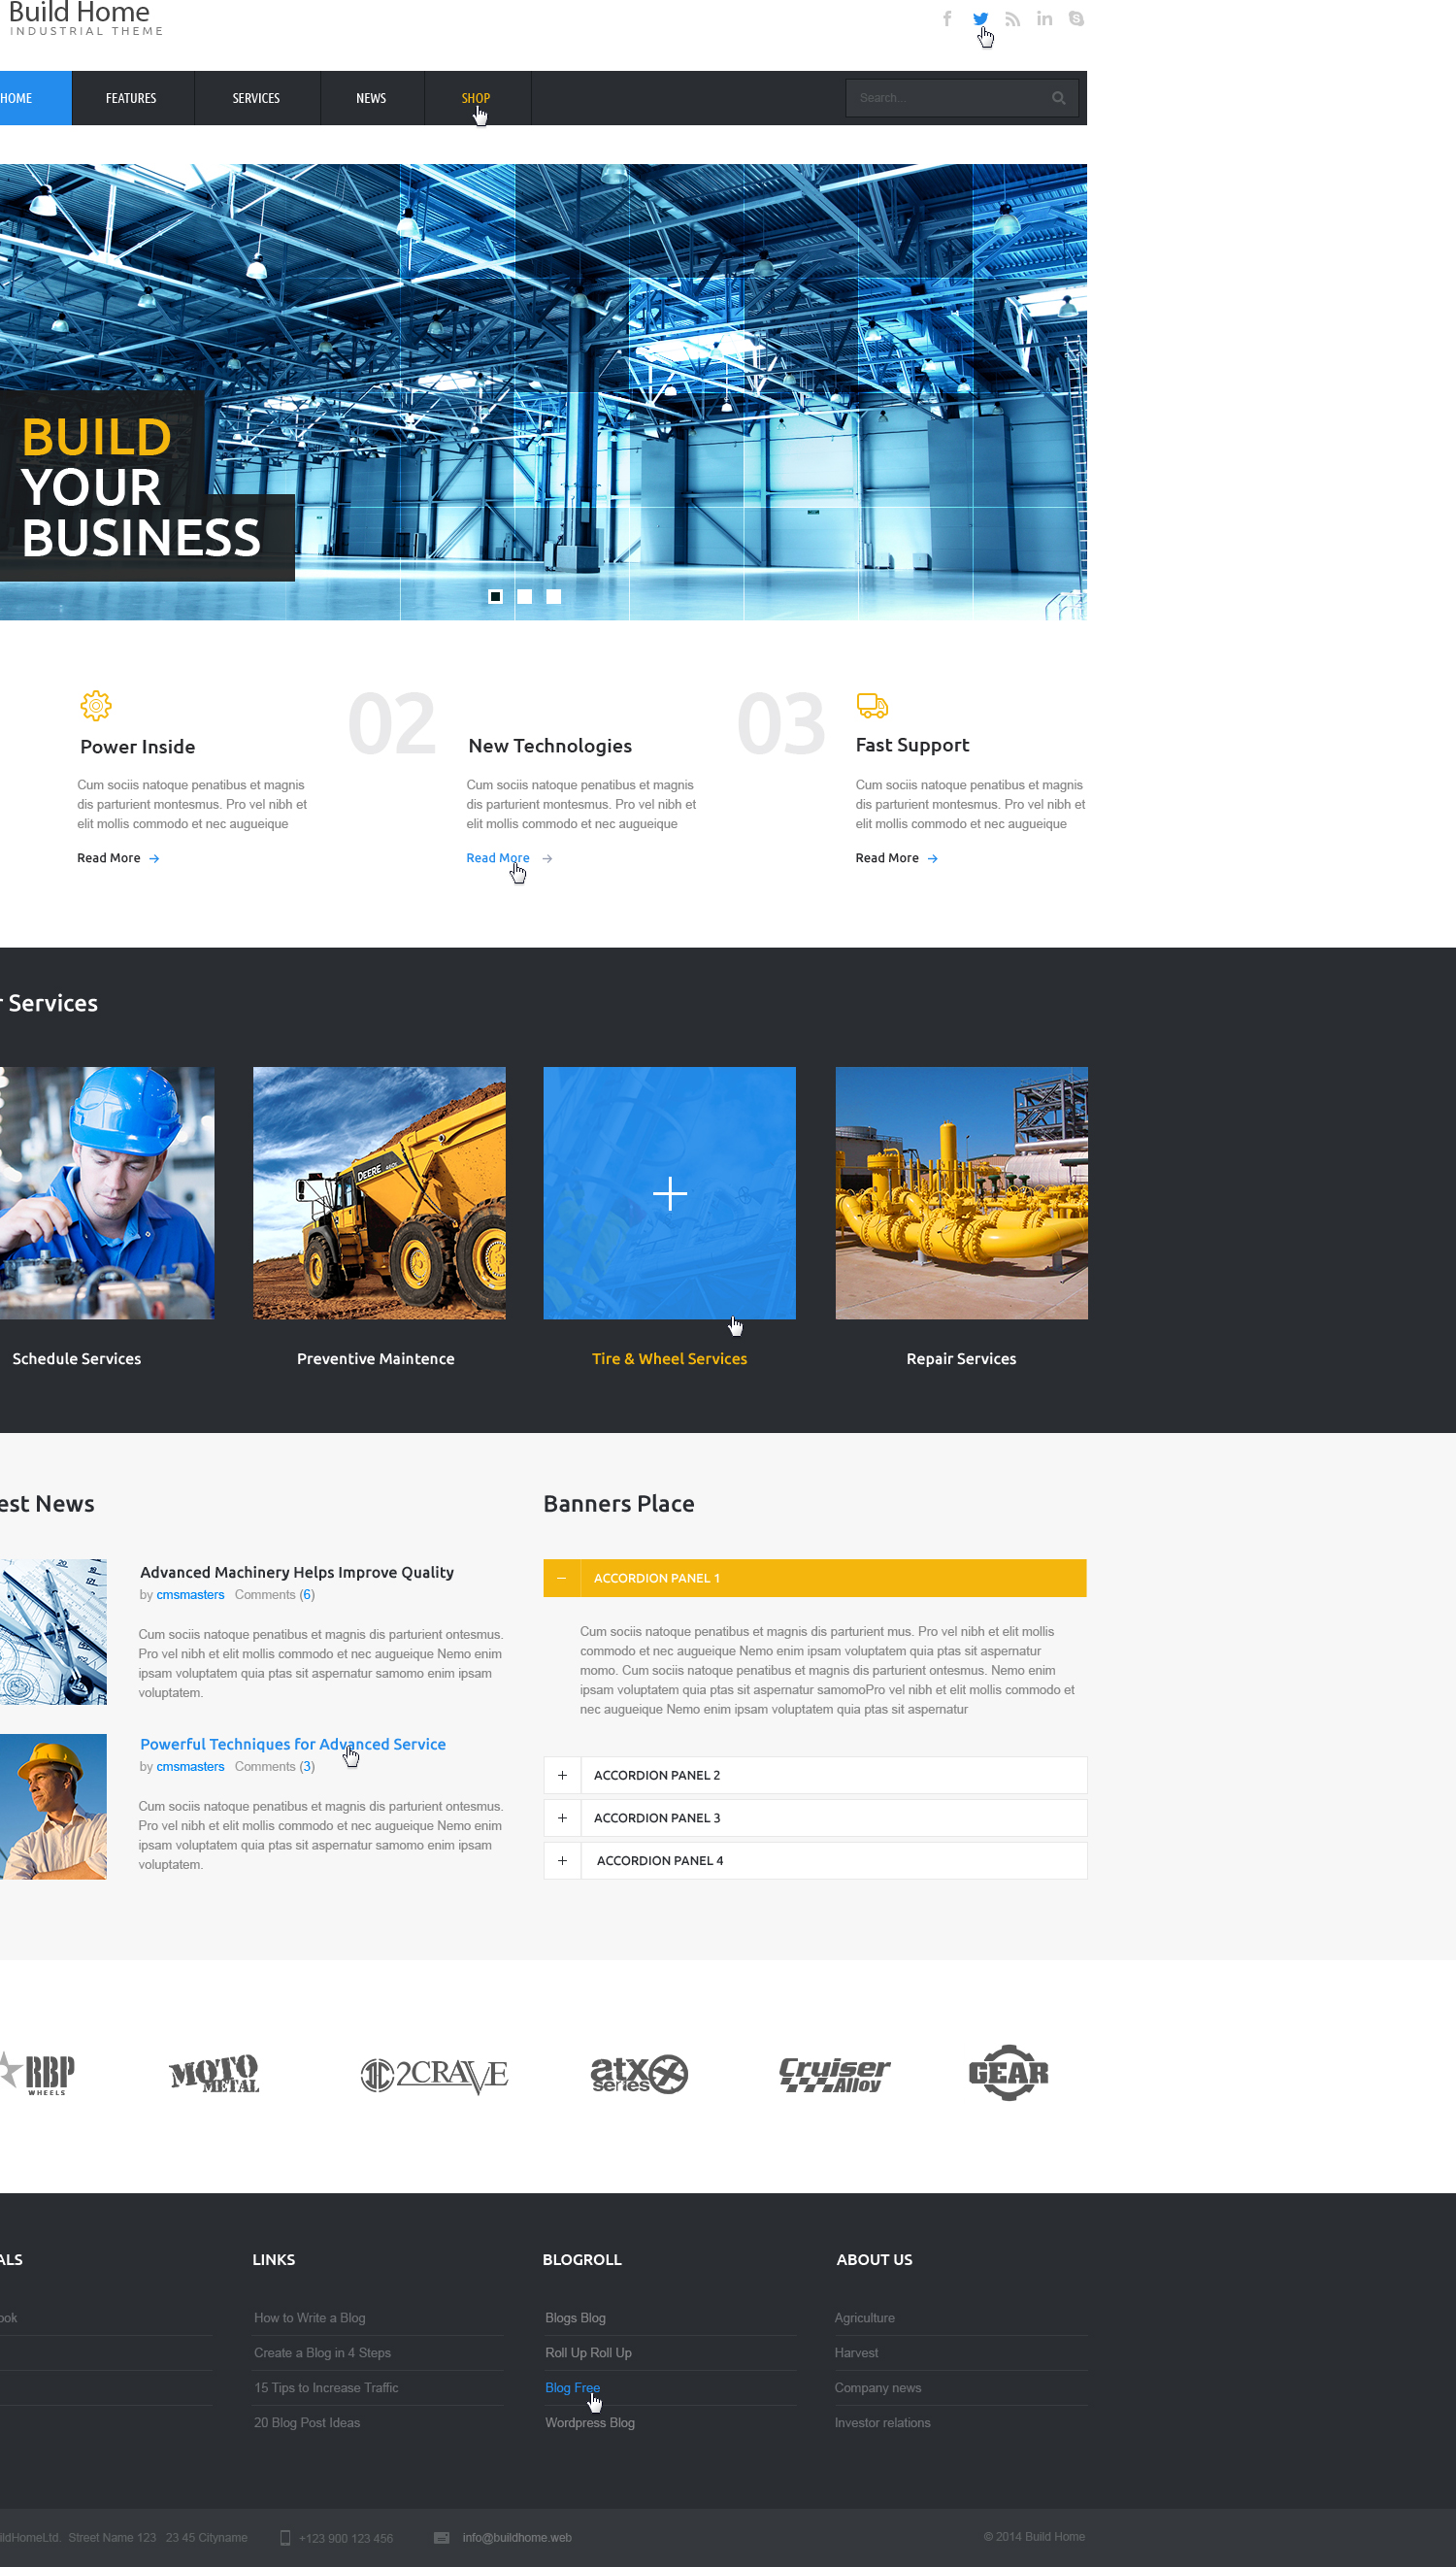 Build Home
INDUSTRIAL THEME
HOME
FEATURES
SERVICES
NEWS
SHOP
Search...
BUILD
YOUR
BUSINESS
Power Inside
Cum sociis natoque penatibus et magnis
dis parturient montesmus. Pro vel nibh et
elit mollis commodo et nec augueique
Read More
02
New Technologies
Cum sociis natoque penatibus et magnis
dis parturient montesmus. Pro vel nibh et
elit mollis commodo et nec augueique
Read More
03
Fast Support
Cum sociis natoque penatibus et magnis
dis parturient montesmus. Pro vel nibh et
elit mollis commodo et nec augueique
Read More
r Services
DEERE
Schedule Services
Preventive Maintence
Tire & Wheel Services
Repair Services
est News
Advanced Machinery Helps Improve Quality
by cmsmasters Comments (6)
Cum sociis natoque penatibus et magnis dis parturient ontesmus.
Pro vel nibh et elit mollis commodo et nec augueique Nemo enim
ipsam voluptatem quia ptas sit aspernatur samomo enim ipsam
voluptatem.
Powerful Techniques for Advanced Service
by cmsmasters Comments (3)
Cum sociis natoque penatibus et magnis dis parturient ontesmus.
Pro vel nibh et elit mollis commodo et nec augueique Nemo enim
ipsam voluptatem quia ptas sit aspernatur samomo enim ipsam
voluptatem.
Banners Place
ACCORDION PANEL 1
Cum sociis natoque penatibus et magnis dis parturient mus. Pro vel nibh et elit mollis
commodo et nec augueique Nemo enim ipsam voluptatem quia ptas sit aspernatur
momo. Cum sociis natoque penatibus et magnis dis parturient ontesmus. Nemo enim
ipsam voluptatem quia ptas sit aspernatur samomoPro vel nibh et elit mollis commodo et
nec augueique Nemo enim ipsam voluptatem quia ptas sit aspernatur
ACCORDION PANEL 2
ACCORDION PANEL 3
ACCORDION PANEL 4
RBP
WHEELS
MOTO
METAL
2CRAVE
atx
series
Cruiser
Alloy
GEAR
ALS
ook
LINKS
How to Write a Blog
Create a Blog in 4 Steps
15 Tips to Increase Traffic
20 Blog Post Ideas
BLOGROLL
Blogs Blog
Roll Up Roll Up
Blog Free
Wordpress Blog
ABOUT US
Agriculture
Harvest
Company news
Investor relations
ildHomeLtd. Street Name 123 23 45 Cityname
+123 900 123 456
info@buildhome.web
© 2014 Build Home